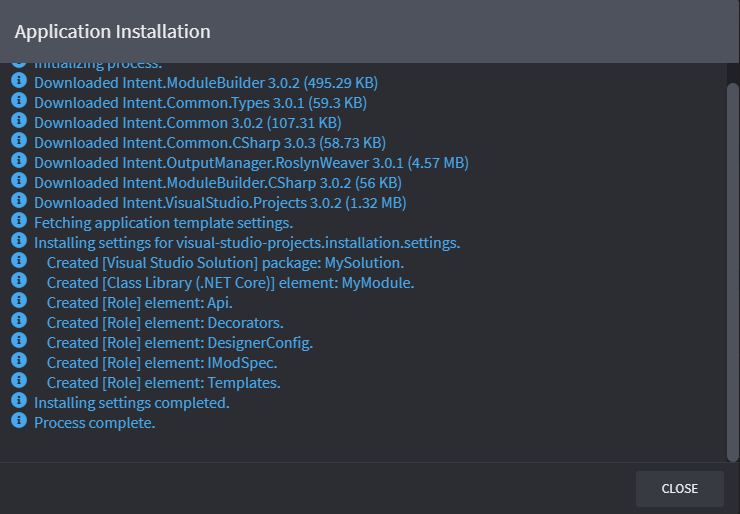 Application Installation
Initializing process.
Downloaded Intent.ModuleBuilder 3.0.2 (495.29 KB)
Downloaded Intent.Common.Types 3.0.1 (59.3 KB)
Downloaded Intent.Common 3.0.2 (107.31 KB)
Downloaded Intent.Common.CSharp 3.0.3 (58.73 KB)
Downloaded Intent.OutputManager.RoslynWeaver 3.0.1 (4.57 MB)
Downloaded Intent.ModuleBuilder.CSharp 3.0.2 (56 KB)
Downloaded Intent.VisualStudio.Projects 3.0.2 (1.32 MB)
Fetching application template settings.
Installing settings for visual-studio-projects.installation.settings.
Created [Visual Studio Solution] package: MySolution.
Created [Class Library (.NET Core)] element: MyModule.
Created [Role] element: Api.
Created [Role] element: Decorators.
Created [Role] element: DesignerConfig.
Created [Role] element: IModSpec.
Created [Role] element: Templates.
Installing settings completed.
Process complete.
CLOSE